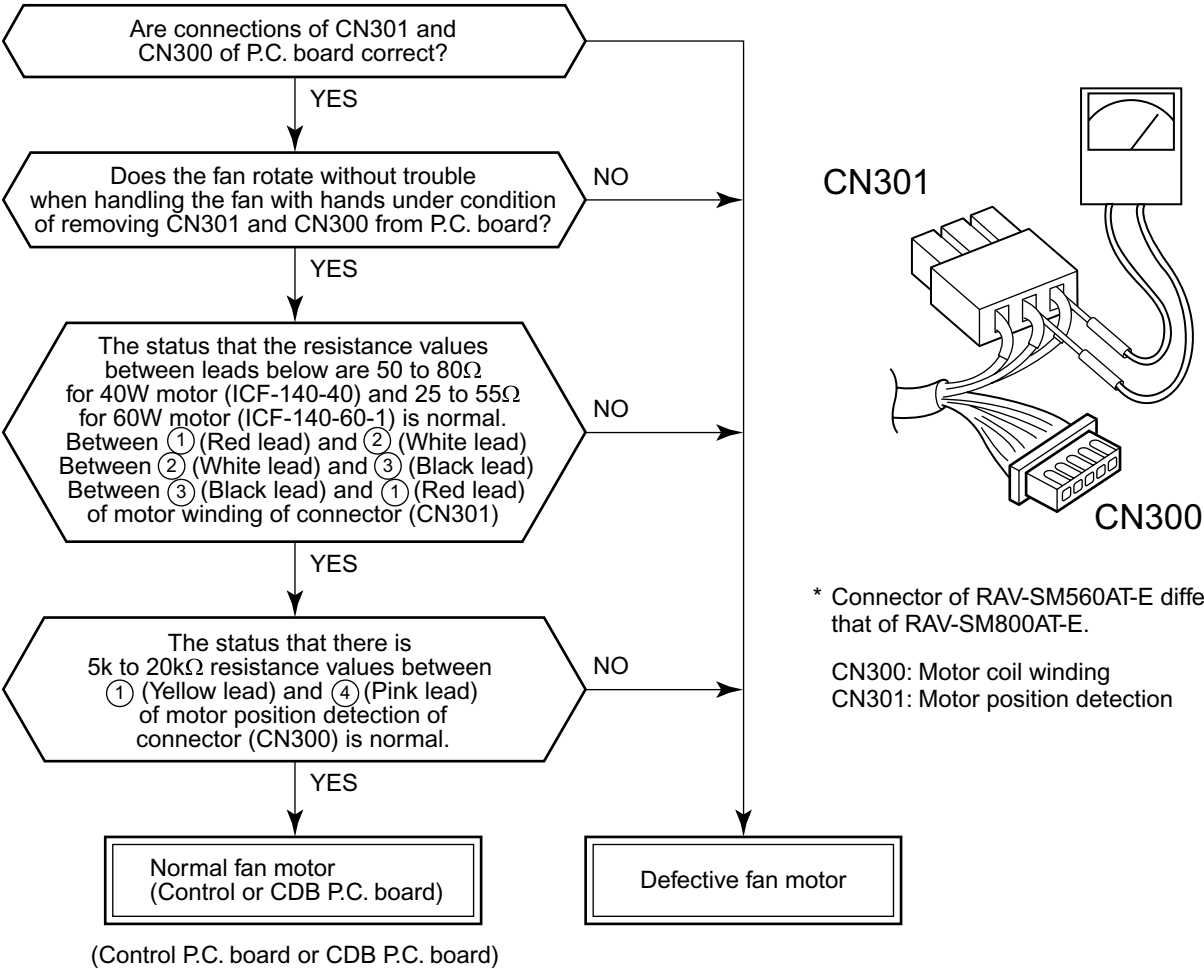 Are connections of CN301 and
CN300 of P.C. board correct?
YES
Does the fan rotate without trouble
when handling the fan with hands under condition
of removing CN301 and CN300 from P.C. board?
NO
YES
The status that the resistance values
between leads below are 50 to 80Ω
for 40W motor (ICF-140-40) and 25 to 55Ω
for 60W motor (ICF-140-60-1) is normal.
Between ① (Red lead) and ② (White lead)
Between ② (White lead) and ③ (Black lead)
Between ③ (Black lead) and ① (Red lead)
of motor winding of connector (CN301)
NO
YES
The status that there is
5k to 20kΩ resistance values between
① (Yellow lead) and ④ (Pink lead)
of motor position detection of
connector (CN300) is normal.
NO
YES
Normal fan motor
(Control or CDB P.C. board)
Defective fan motor
(Control P.C. board or CDB P.C. board)
CN301
CN300
* Connector of RAV-SM560AT-E diffe
that of RAV-SM800AT-E.
CN300: Motor coil winding
CN301: Motor position detection